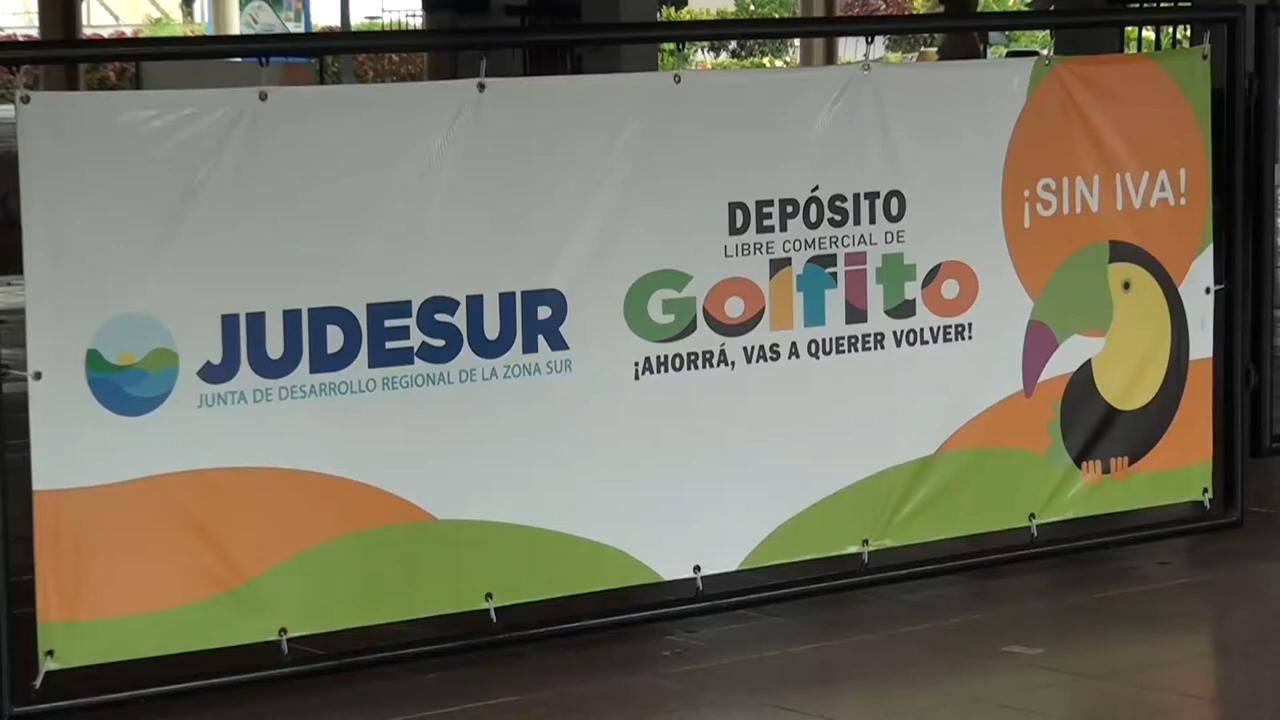 JUDESUR
JUNTA DE DESARROLLO REGIONAL DE LA ZONA SUR
DEPÓSITO
LIBRE COMERCIAL DE
Golfito
¡AHORRÁ, VAS A QUERER VOLVER!
¡SIN IVA!